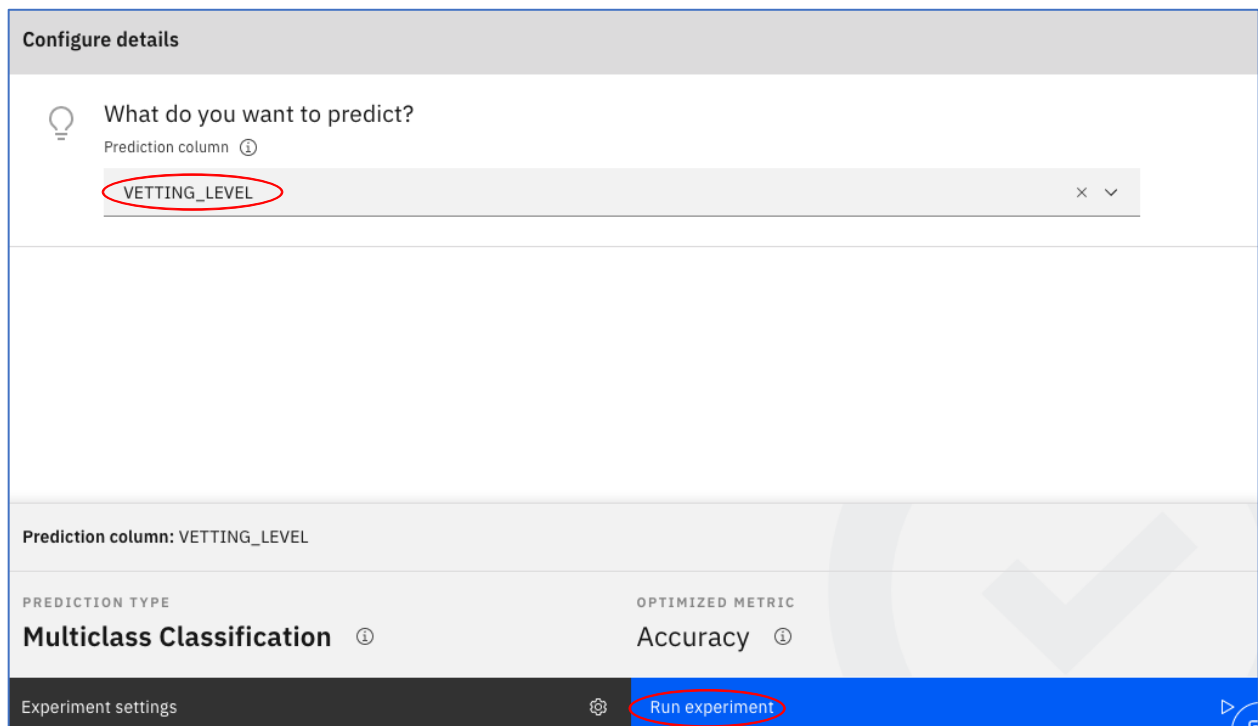 Configure details
What do you want to predict?
Prediction column
VETTING_LEVEL
Prediction column: VETTING_LEVEL
PREDICTION TYPE
OPTIMIZED METRIC
Multiclass Classification
Accuracy
Experiment settings
Run experiment